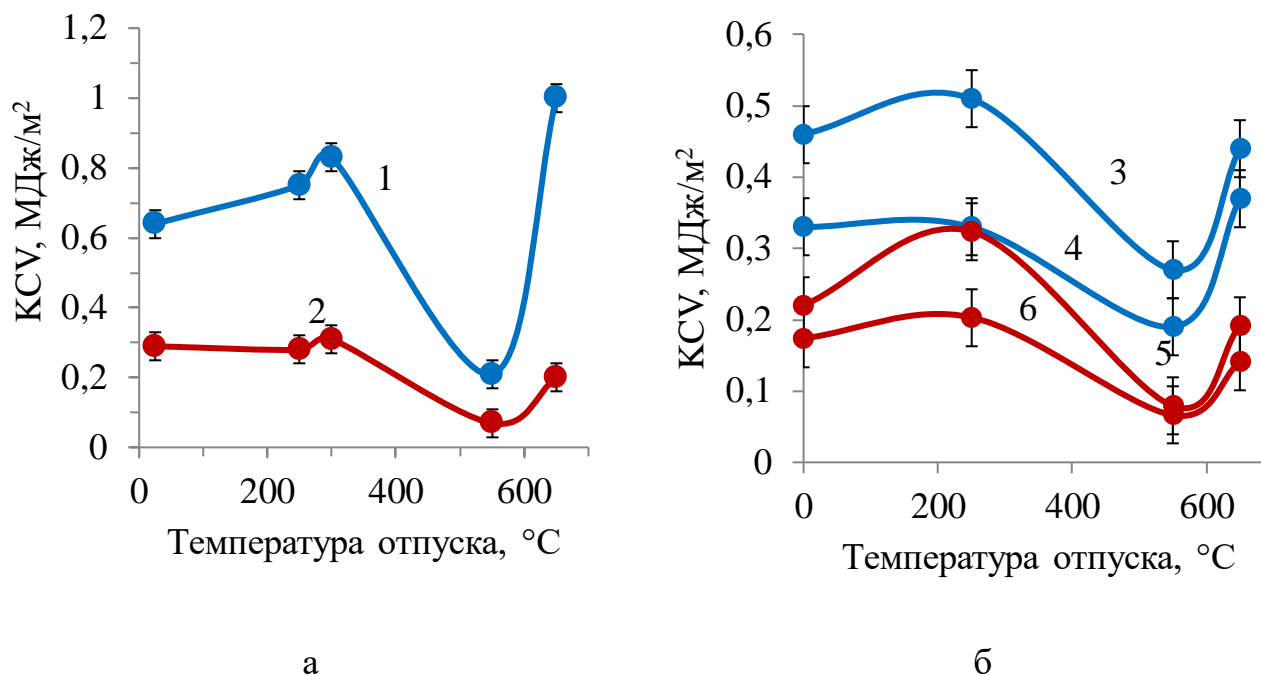 KCV, МДж/м²
1,2
1
0,8
0,6
0,4
0,2
0
1
2
0 200 400 600
Температура отпуска, °С
а
KCV, МДж/м²
0,6
0,5
0,4
0,3
0,2
0,1
0
3
4
6
5
0 200 400 600
Температура отпуска, °С
б